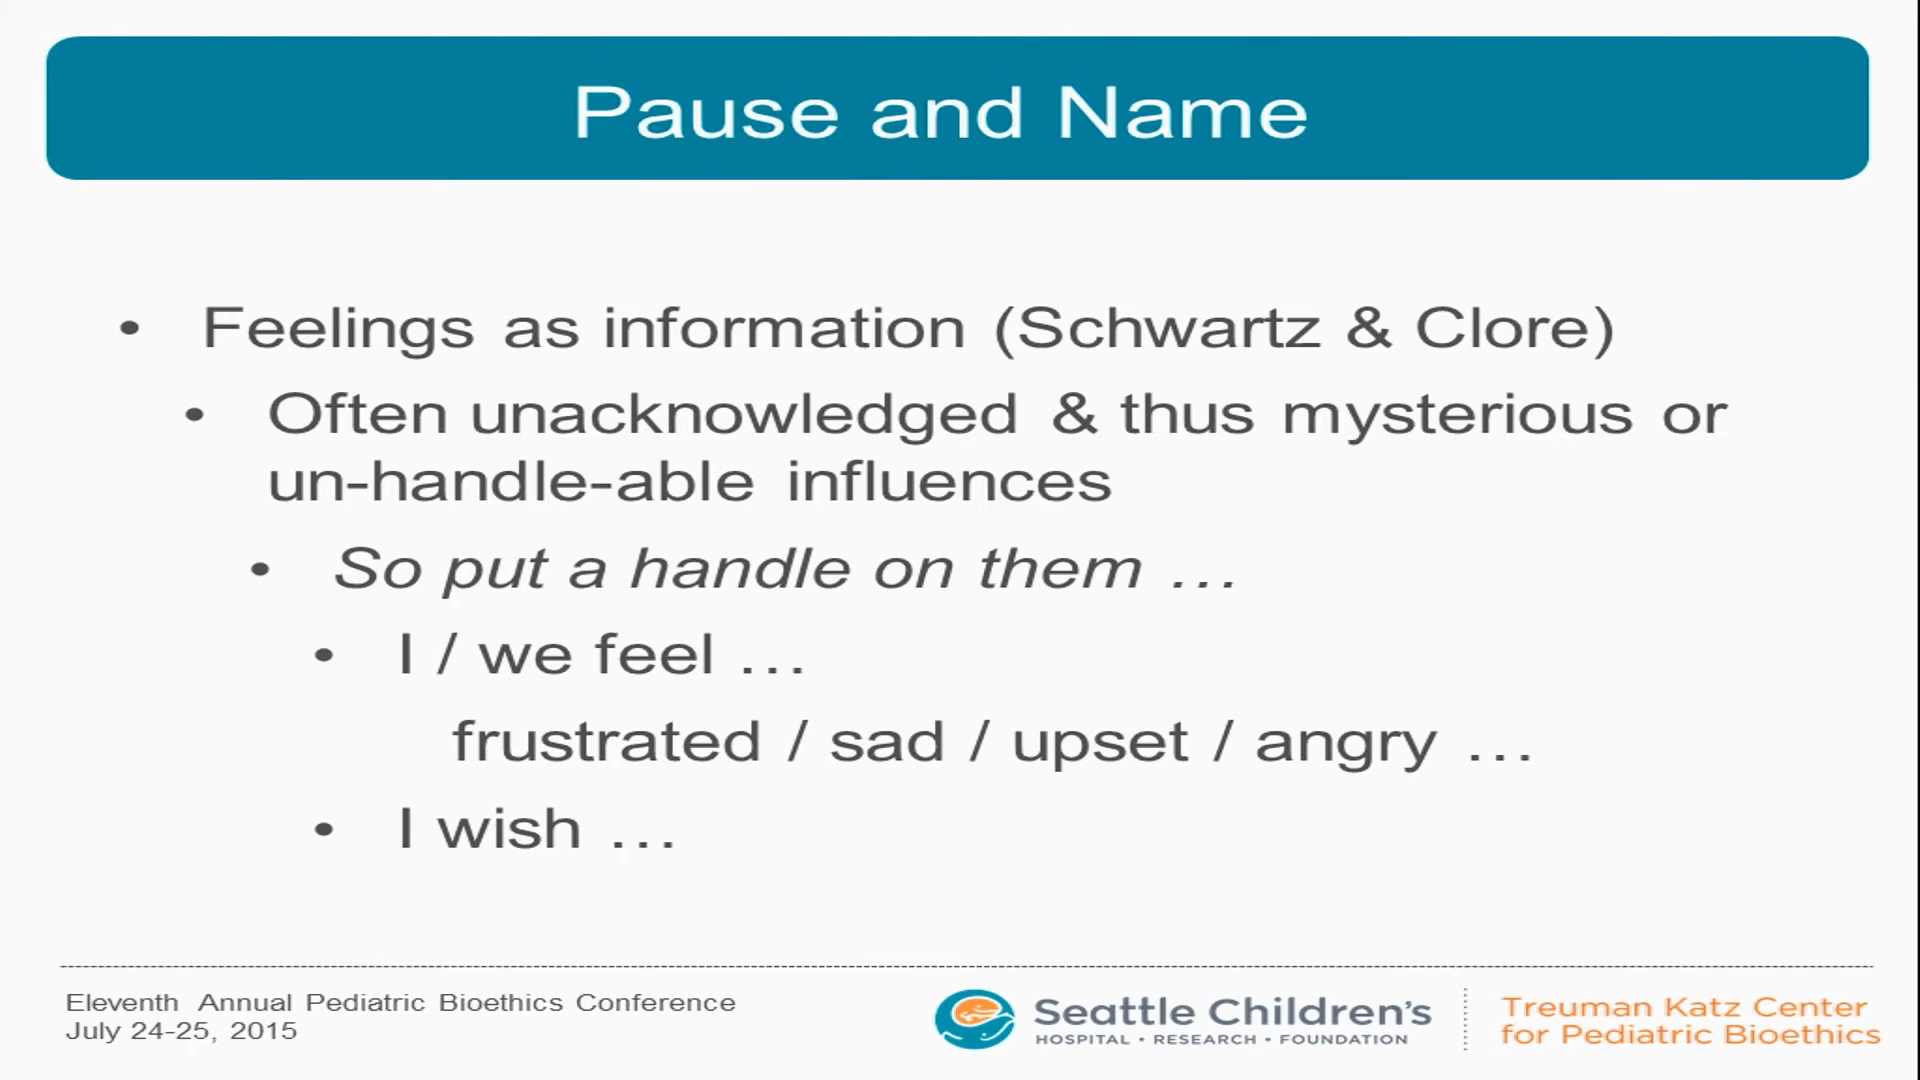 Pause and Name
• Feelings as information (Schwartz & Clore)
• Often unacknowledged & thus mysterious or
un-handle-able influences
• So put a handle on them …
• I / we feel …
frustrated / sad / upset / angry …
• I wish …
Eleventh Annual Pediatric Bioethics Conference
July 24-25, 2015
Seattle Children's
HOSPITAL • RESEARCH • FOUNDATION
Treuman Katz Center
for Pediatric Bioethics